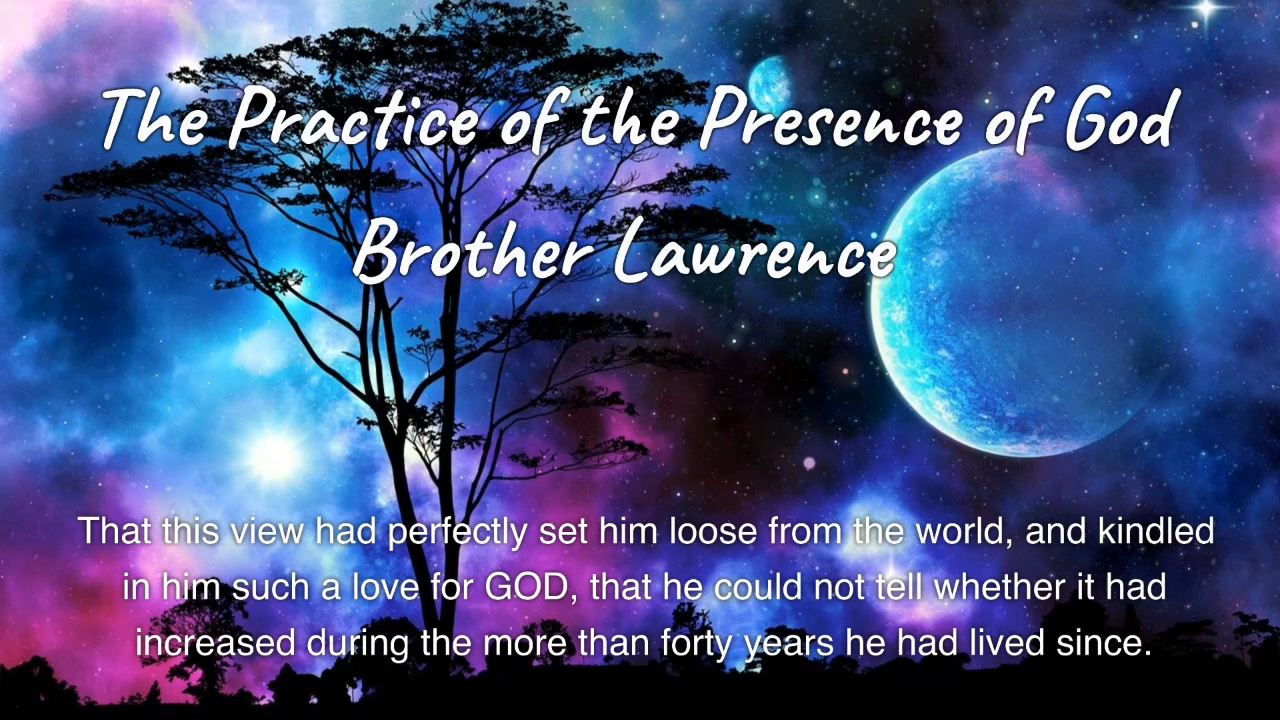 The Practice of the Presence of God
Brother Lawrence
That this view had perfectly set him loose from the world, and kindled
in him such a love for GOD, that he could not tell whether it had
increased during the more than forty years he had lived since.